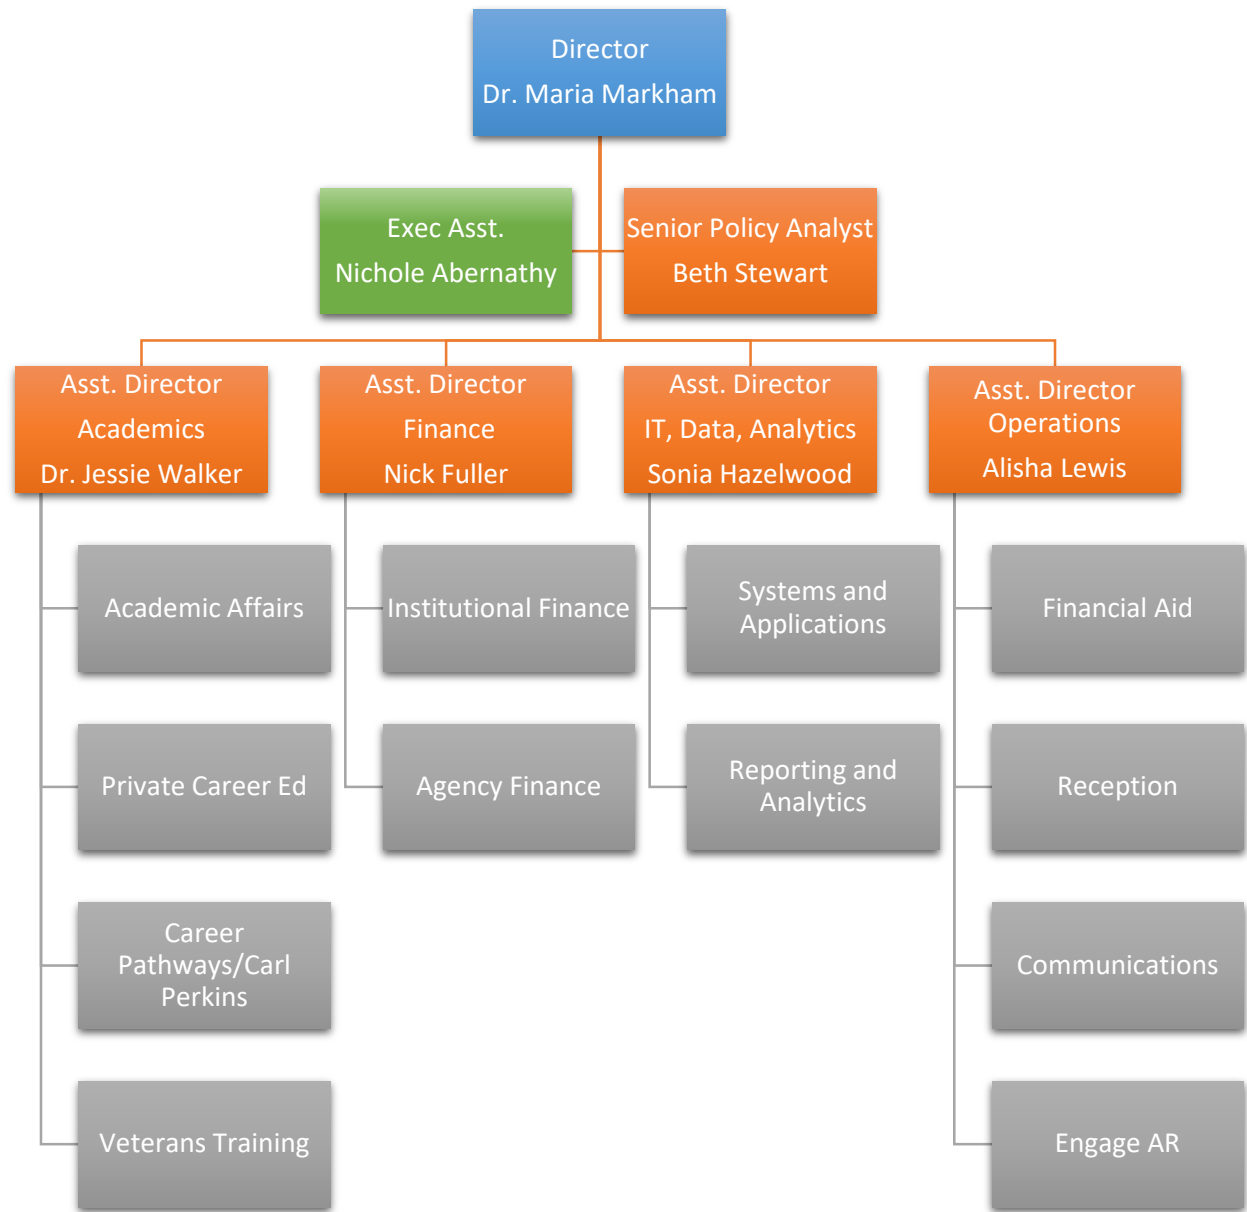 Director
Dr. Maria Markham
Exec Asst.
Nichole Abernathy
Senior Policy Analyst
Beth Stewart
Asst. Director
Academics
Dr. Jessie Walker
Asst. Director
Finance
Nick Fuller
Asst. Director
IT, Data, Analytics
Sonia Hazelwood
Asst. Director
Operations
Alisha Lewis
Academic Affairs
Private Career Ed
Career
Pathways/Carl
Perkins
Veterans Training
Institutional Finance
Agency Finance
Systems and
Applications
Reporting and
Analytics
Financial Aid
Reception
Communications
Engage AR